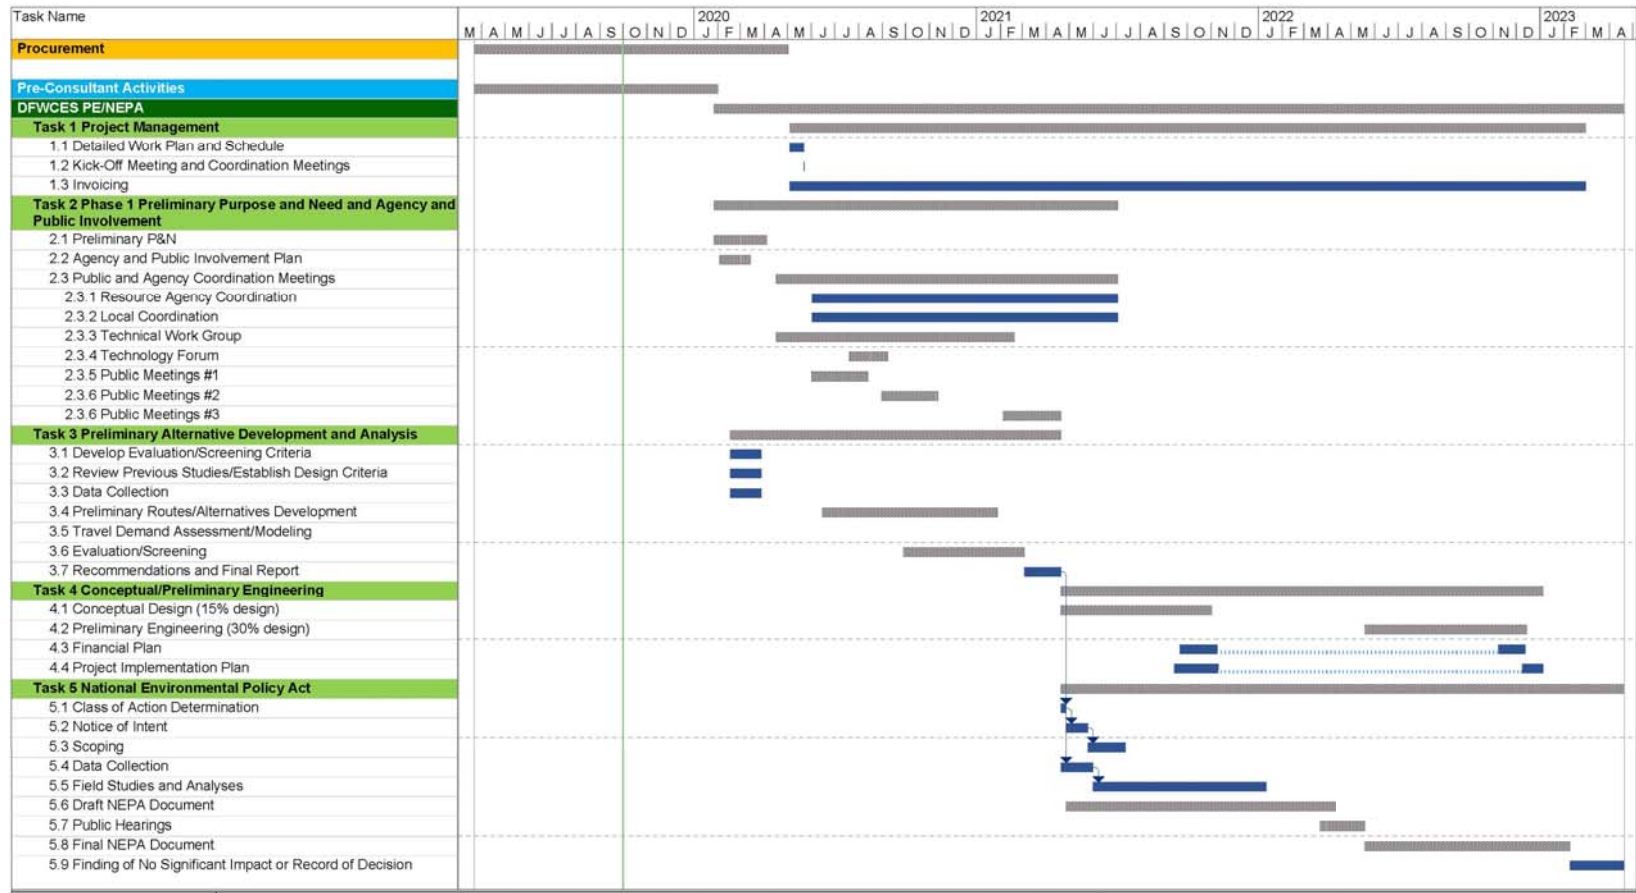 Task Name 2020 2021 2022 2023
M A M J J A S O N D J F M A M J J A S O N D J F M A M J J A S O N D J F M A M J J A S O N D J F M A
Procurement
Pre-Consultant Activities
DFWCES PE/NEPA
Task 1 Project Management
1.1 Detailed Work Plan and Schedule
1.2 Kick-Off Meeting and Coordination Meetings
1.3 Invoicing
Task 2 Phase 1 Preliminary Purpose and Need and Agency and
Public Involvement
2.1 Preliminary P&N
2.2 Agency and Public Involvement Plan
2.3 Public and Agency Coordination Meetings
2.3.1 Resource Agency Coordination
2.3.2 Local Coordination
2.3.3 Technical Work Group
2.3.4 Technology Forum
2.3.5 Public Meetings #1
2.3.6 Public Meetings #2
2.3.6 Public Meetings #3
Task 3 Preliminary Alternative Development and Analysis
3.1 Develop Evaluation/Screening Criteria
3.2 Review Previous Studies/Establish Design Criteria
3.3 Data Collection
3.4 Preliminary Routes/Alternatives Development
3.5 Travel Demand Assessment/Modeling
3.6 Evaluation/Screening
3.7 Recommendations and Final Report
Task 4 Conceptual/Preliminary Engineering
4.1 Conceptual Design (15% design)
4.2 Preliminary Engineering (30% design)
4.3 Financial Plan
4.4 Project Implementation Plan
Task 5 National Environmental Policy Act
5.1 Class of Action Determination
5.2 Notice of Intent
5.3 Scoping
5.4 Data Collection
5.5 Field Studies and Analyses
5.6 Draft NEPA Document
5.7 Public Hearings
5.8 Final NEPA Document
5.9 Finding of No Significant Impact or Record of Decision